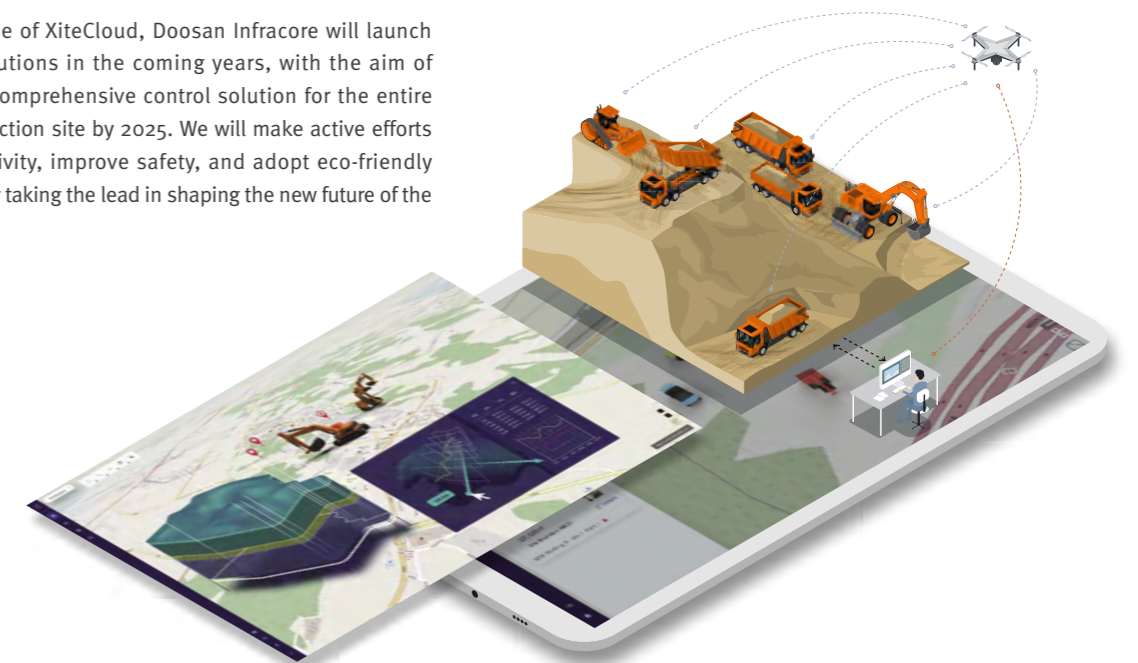 e of XiteCloud, Doosan Infracore will launch
utions in the coming years, with the aim of
comprehensive control solution for the entire
ction site by 2025. We will make active efforts
ivity, improve safety, and adopt eco-friendly
taking the lead in shaping the new future of the